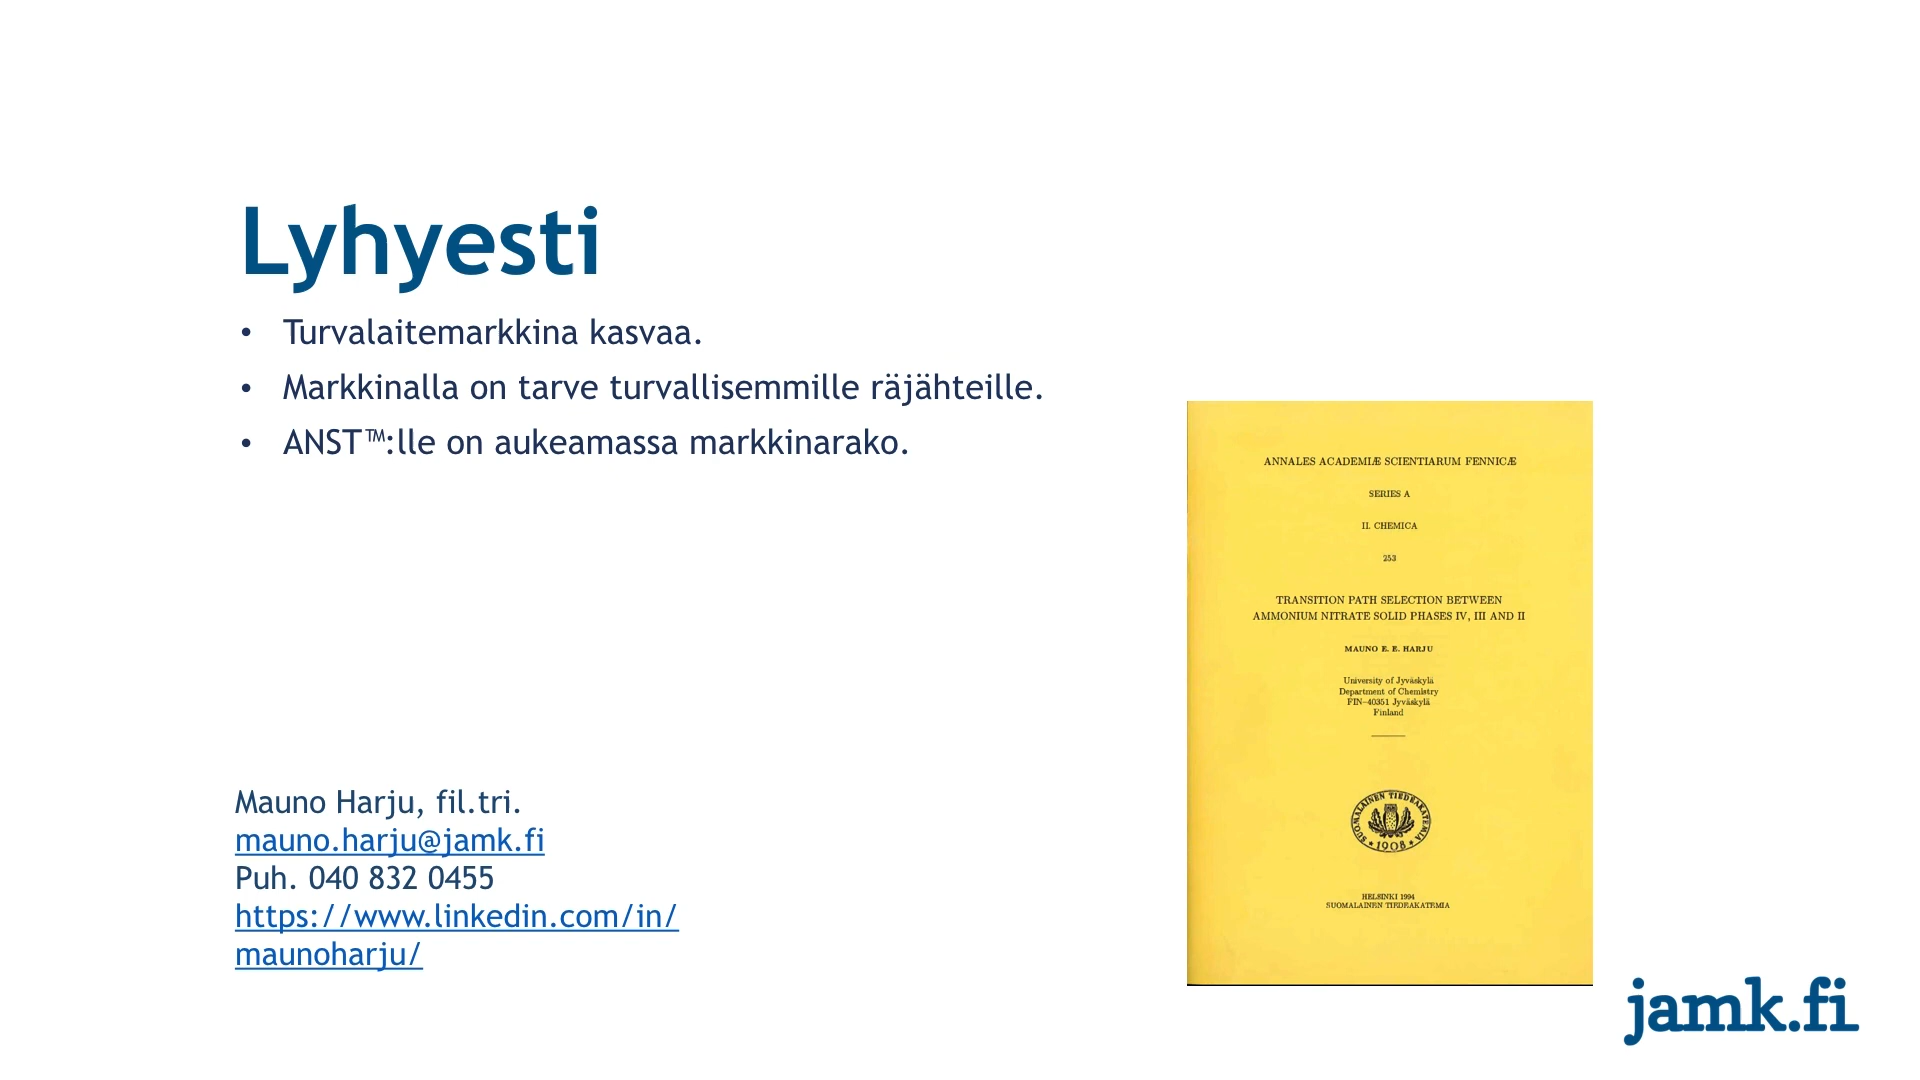 Lyhyesti
• Turvalaitemarkkina kasvaa.
• Markkinalla on tarve turvallisemmille räjähteille.
• ANST™:lle on aukeamassa markkinarako.
Mauno Harju, fil.tri.
mauno.harju@jamk.fi
Puh. 040 832 0455
https://www.linkedin.com/in/
maunoharju/
ANNALES ACADEMIÆ SCIENTIARUM FENNICÆ
SERIES A
II. CHEMICA
253
TRANSITION PATH SELECTION BETWEEN
AMMONIUM NITRATE SOLID PHASES IV, III AND II
MAUNO E. E. HARJU
University of Jyväskylä
Department of Chemistry
FIN–40351 Jyväskylä
Finland
SUOMALAINEN TIEDEAKATEMIA
• 1908 •
HELSINKI 1994
SUOMALAINEN TIEDEAKATEMIA
jamk.fi